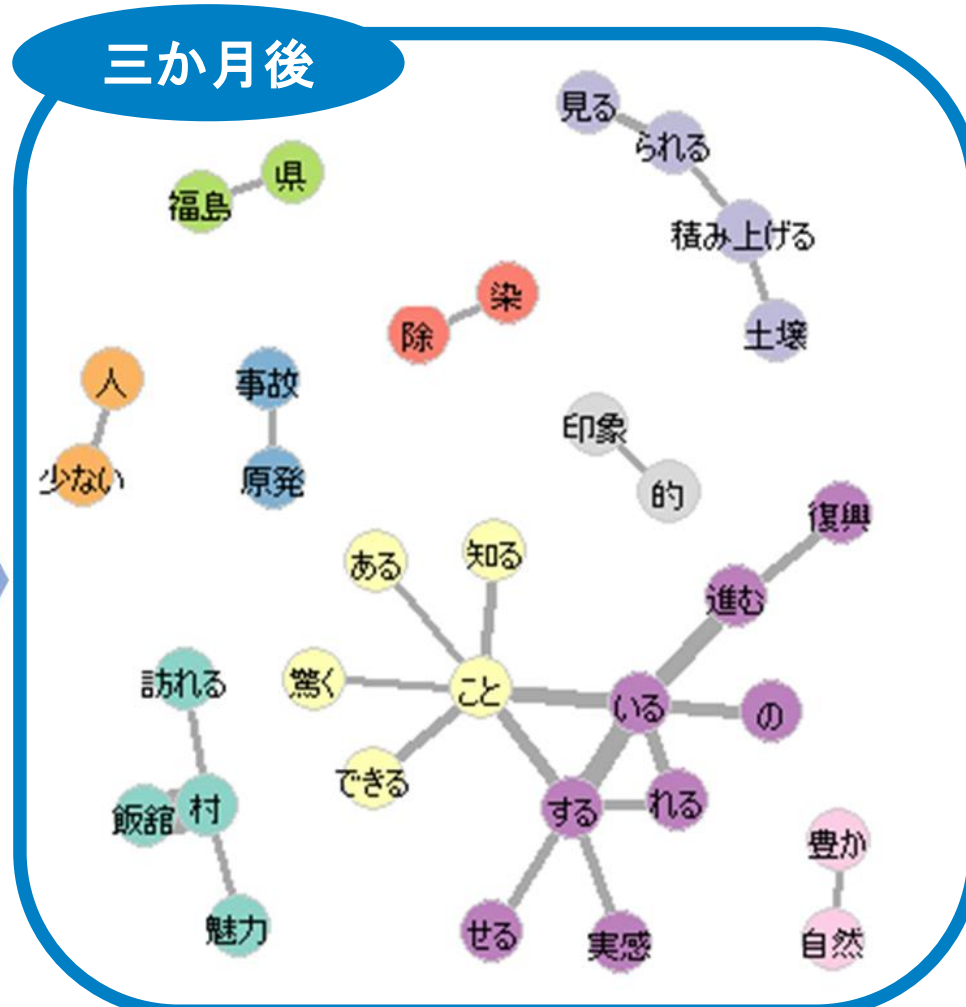 三か月後
見る
られる
県
福島
積み上げる
染
除
土壌
人
事故
少ない
原発
印象
的
復興
ある
知る
進む
訪れる
驚く
こと
いる
の
できる
飯舘
村
する
れる
豊か
魅力
せる
実感
自然